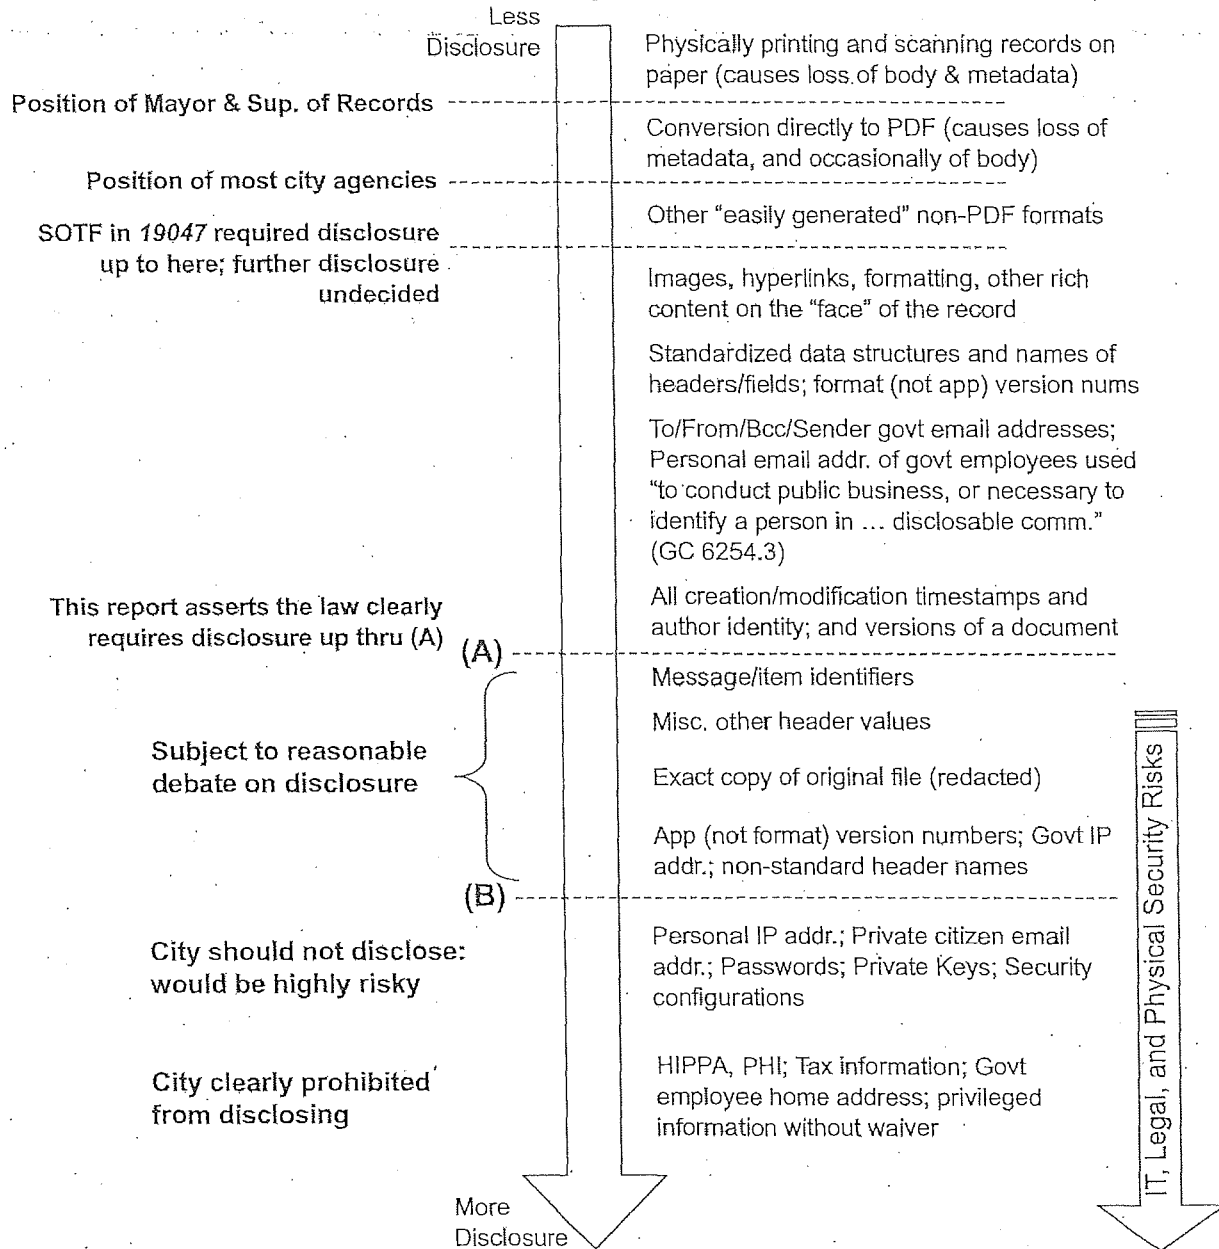 Less
Disclosure
Physically printing and scanning records on
paper (causes loss of body & metadata)
Position of Mayor & Sup. of Records
Conversion directly to PDF (causes loss of
metadata, and occasionally of body)
Position of most city agencies
Other "easily generated" non-PDF formats
SOTF in 19047 required disclosure
up to here; further disclosure
undecided
Images, hyperlinks, formatting, other rich
content on the "face" of the record
Standardized data structures and names of
headers/fields; format (not app) version nums
To/From/Bcc/Sender govt email addresses;
Personal email addr. of govt employees used
"to conduct public business, or necessary to
identify a person in ... disclosable comm."
(GC 6254.3)
This report asserts the law clearly
requires disclosure up thru (A)
All creation/modification timestamps and
author identity; and versions of a document
(A)
Message/item identifiers
Misc. other header values
Subject to reasonable
debate on disclosure
Exact copy of original file (redacted)
App (not format) version numbers; Govt IP
addr.; non-standard header names
(B)
City should not disclose:
would be highly risky
Personal IP addr.; Private citizen email
addr.; Passwords; Private Keys; Security
configurations
City clearly prohibited
from disclosing
HIPPA, PHI; Tax information; Govt
employee home address; privileged
information without waiver
More
Disclosure
IT, Legal, and Physical Security Risks